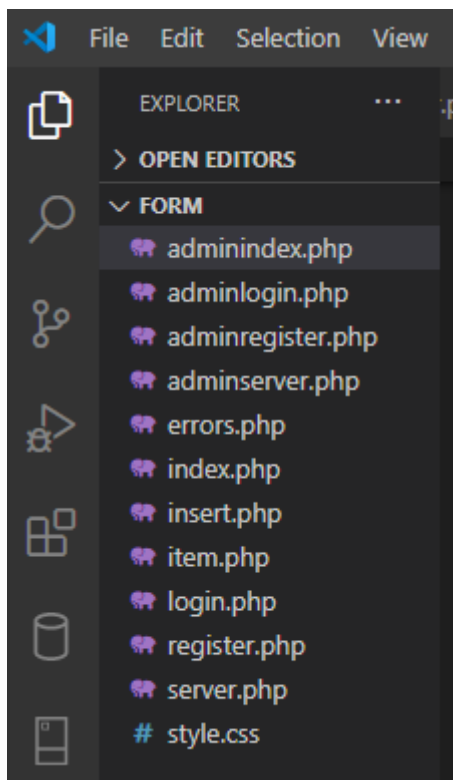 File Edit Selection View
EXPLORER ...
> OPEN EDITORS
FORM
adminindex.php
adminlogin.php
adminregister.php
adminserver.php
errors.php
index.php
insert.php
item.php
login.php
register.php
server.php
# style.css